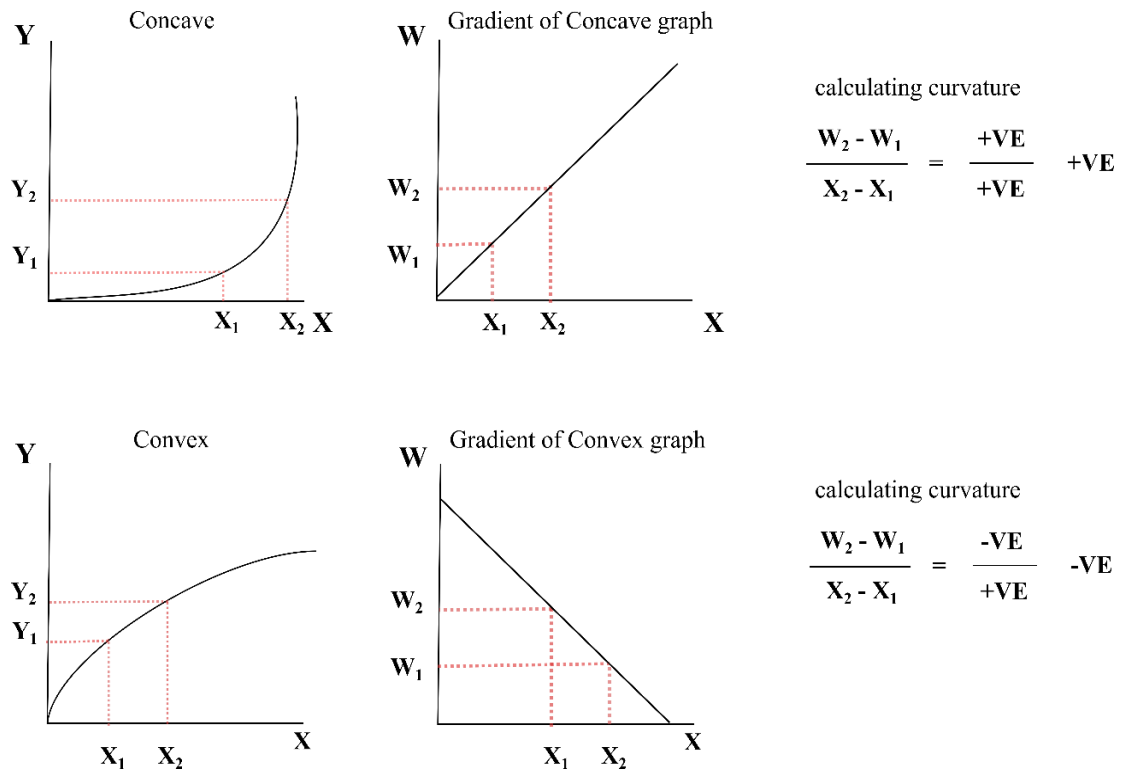 Concave
Y
Y₂
Y₁
X₁
X₂ X
Gradient of Concave graph
W
W₂
W₁
X₁
X₂
X
calculating curvature
W₂ - W₁ = +VE +VE
X₂ - X₁ +VE
Convex
Y
Y₂
Y₁
X₁
X₂
X
Gradient of Convex graph
W
W₂
W₁
X₁
X₂
X
calculating curvature
W₂ - W₁ = -VE -VE
X₂ - X₁ +VE